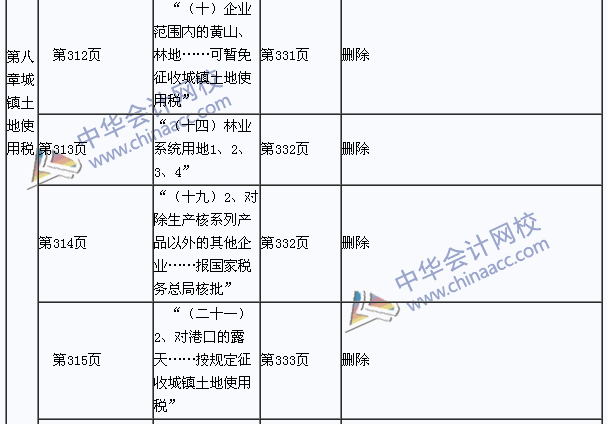 第八
章城
镇土
地使
用税
第312页
“（十）企业
范围内的黄山、
林地……可暂免
征收城镇土地使
用税”
第331页
删除
第313页
“（十四）林业
系统用地1、2、
3、4”
第332页
删除
第314页
“（十九）2、对
除生产核系列产
品以外的其他企
业……报国家税
务总局核批”
第332页
删除
第315页
“（二十一）
2、对港口的露
天……按规定征
收城镇土地使用
税”
第333页
删除
中华会计网校
www.chinaacc.com
中华会计网校
www.chinaacc.com